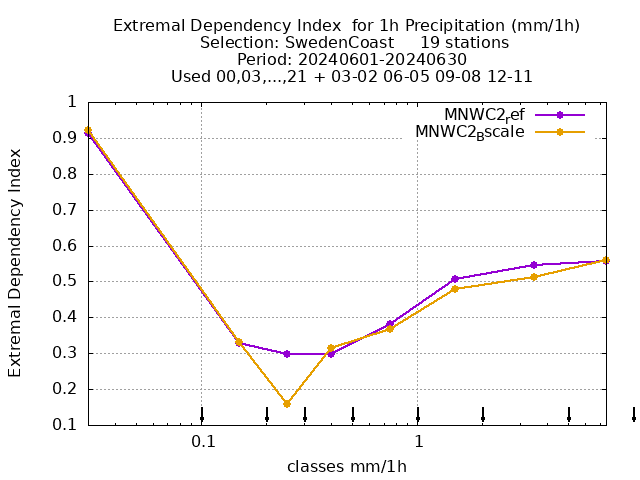 Extremal Dependency Index  for 1h Precipitation (mm/1h)
Selection: SwedenCoast     19 stations
Period: 20240601-20240630
Used 00,03,...,21 + 03-02 06-05 09-08 12-11
MNWC2ref
MNWC2Bscale
Extremal Dependency Index
1
0.9
0.8
0.7
0.6
0.5
0.4
0.3
0.2
0.1
0.1 1
classes mm/1h